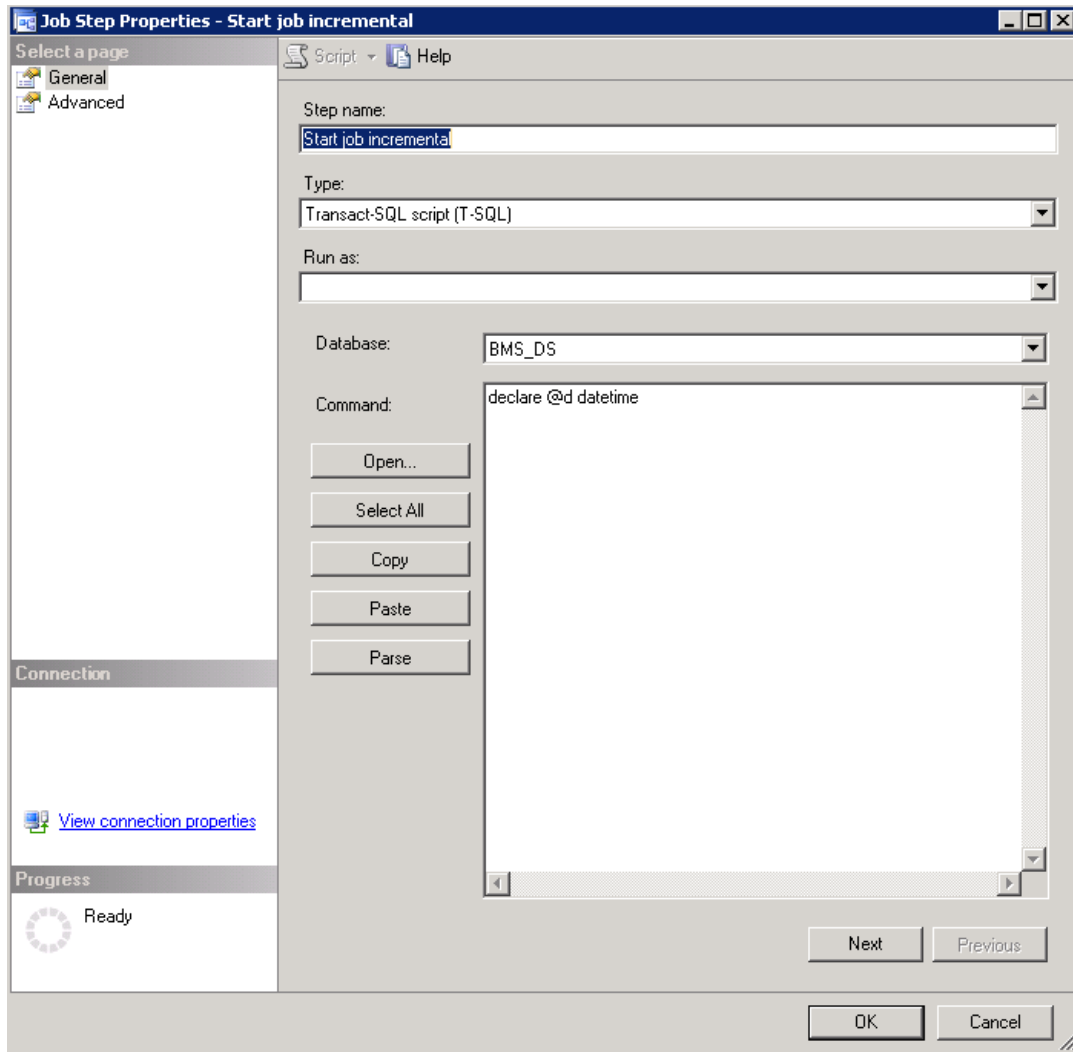 Job Step Properties - Start job incremental
Select a page
General
Advanced
Script
Help
Step name:
Start job incremental
Type:
Transact-SQL script (T-SQL)
Run as:
Database:
BMS_DS
Command:
declare @d datetime
Open...
Select All
Copy
Paste
Parse
Connection
View connection properties
Progress
Ready
Next
Previous
OK
Cancel